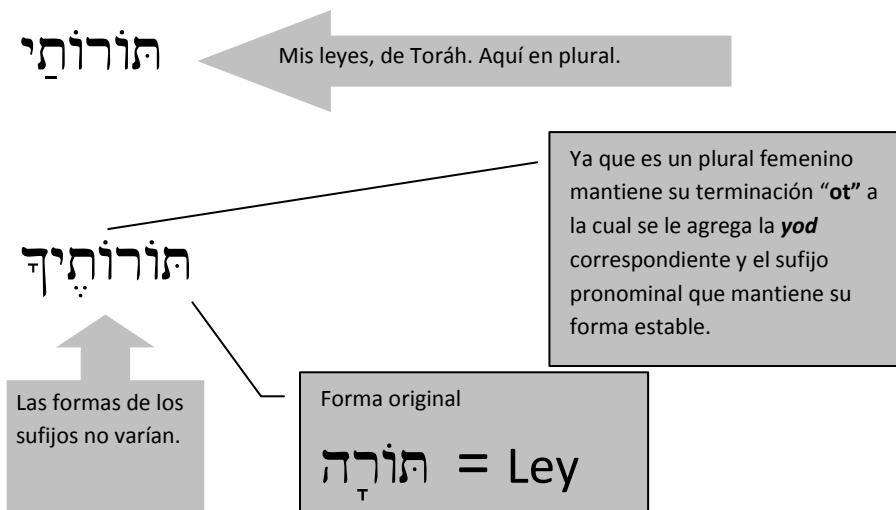 תּוֹרוֹתַי
Mis leyes, de Toráh. Aquí en plural.
Ya que es un plural femenino
mantiene su terminación “ot” a
la cual se le agrega la yod
correspondiente y el sufijo
pronominal que mantiene su
forma estable.
תּוֹרוֹתֶיךָ
Las formas de los
sufijos no varían.
Forma original
תּוֹרָה = Ley